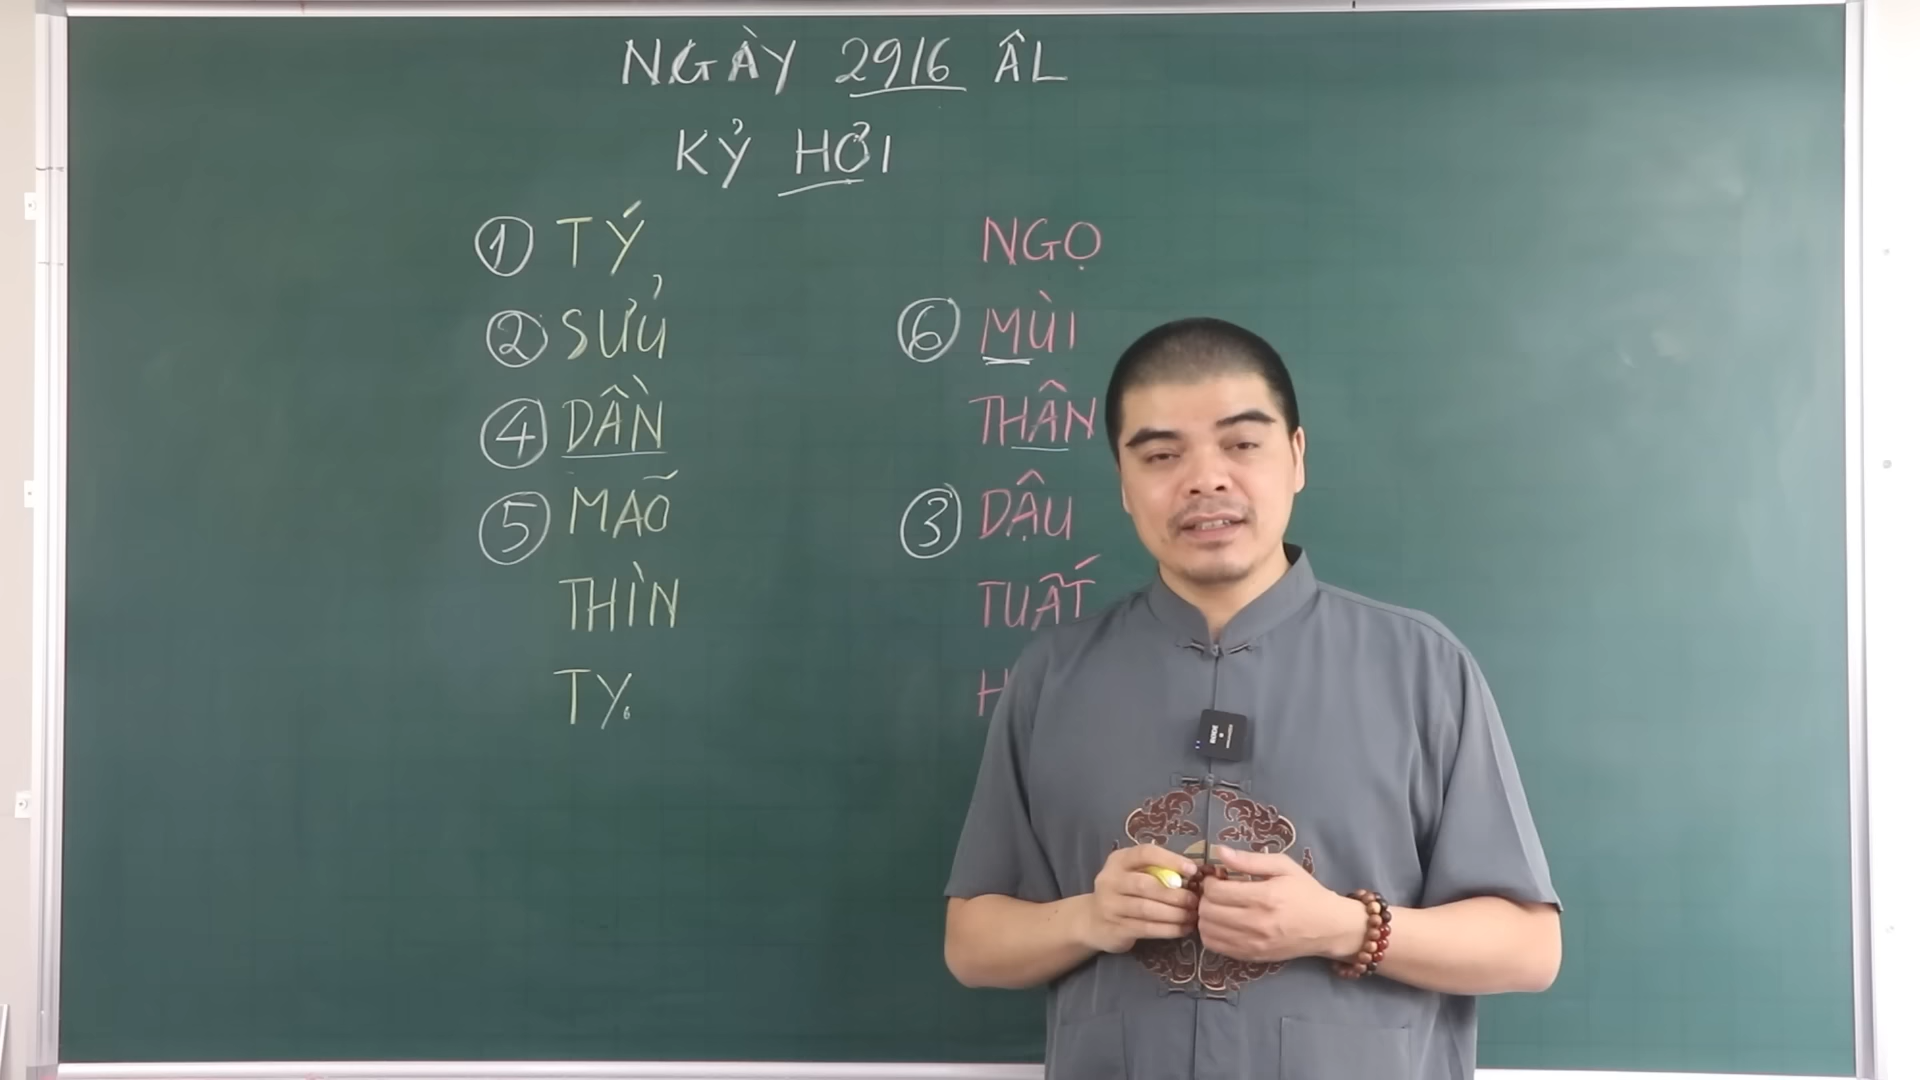 NGÀY 29/6 ÂL
KỶ HỢI
① TÝ
② SỬU
④ DẦN
⑤ MÃO
THÌN
TỴ
NGỌ
⑥ MÙI
THÂN
③ DẬU
TUẤT
H